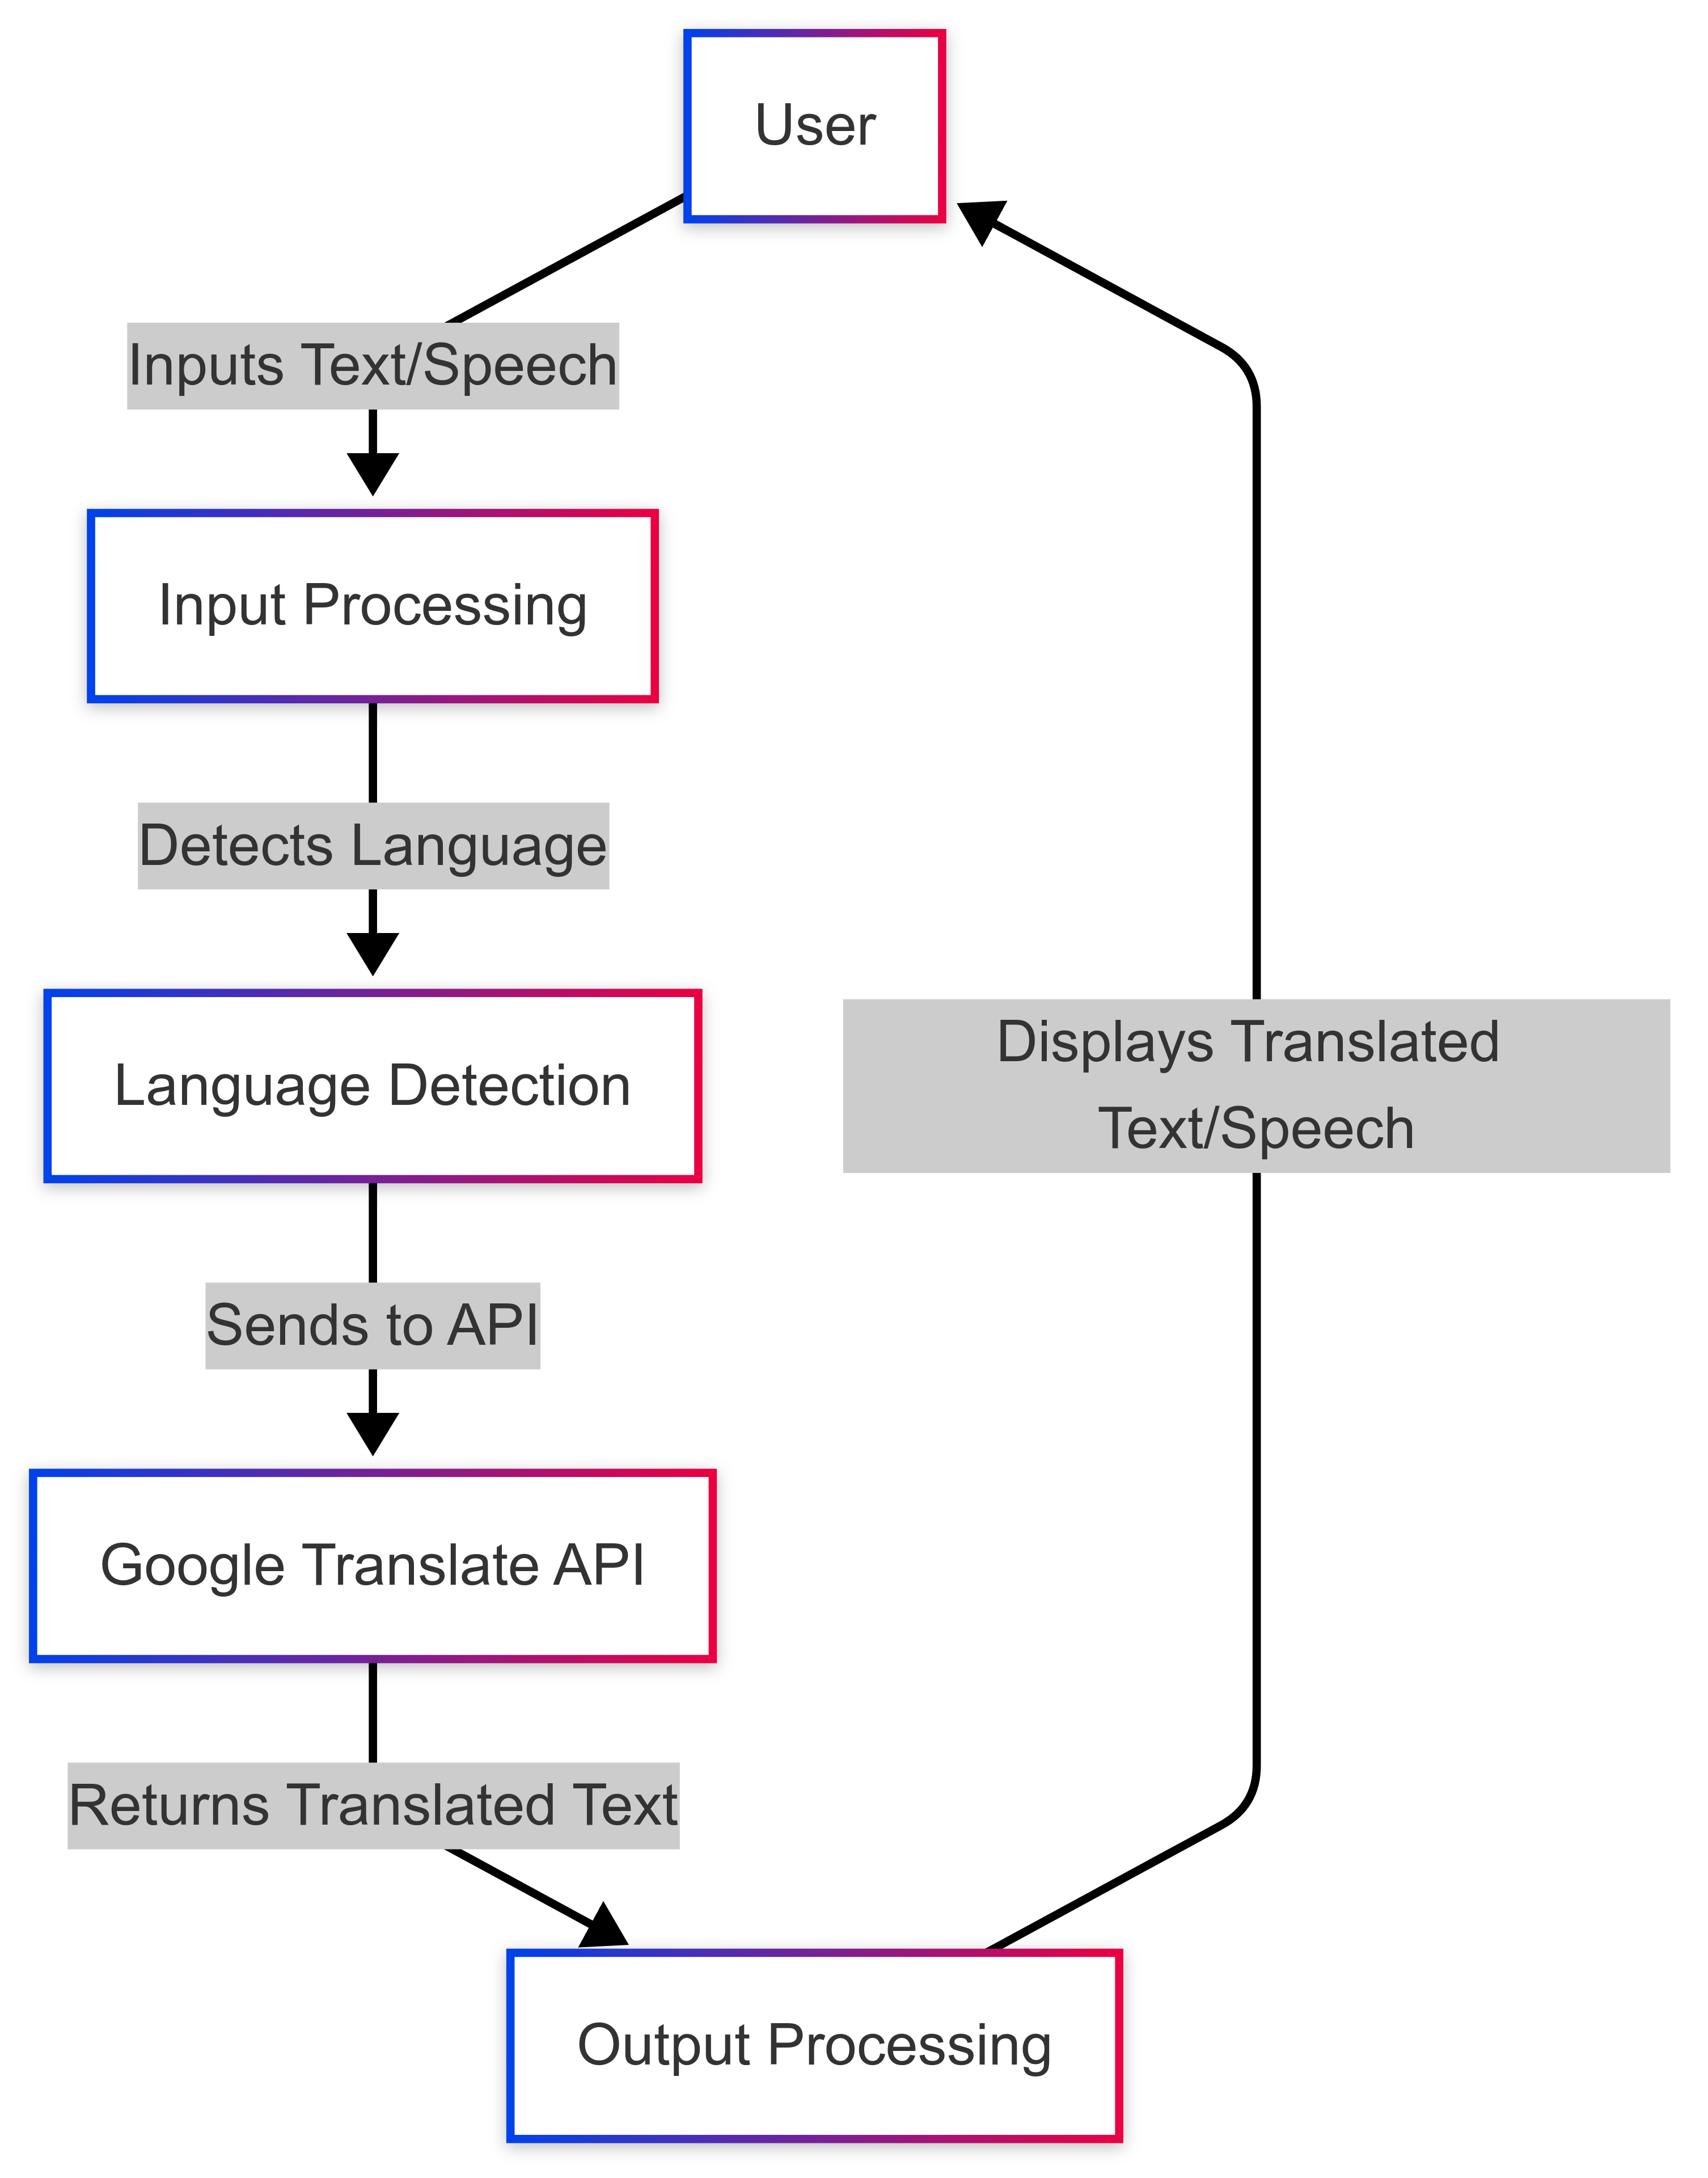 User
Inputs Text/Speech
Input Processing
Detects Language
Language Detection
Displays Translated
Text/Speech
Sends to API
Google Translate API
Returns Translated Text
Output Processing